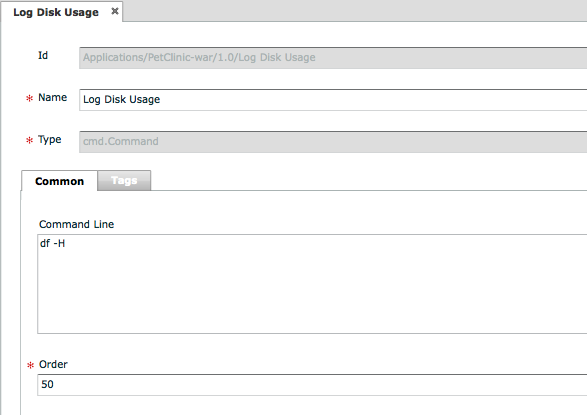 Log Disk Usage ×
Id Applications/PetClinic-war/1.0/Log Disk Usage
* Name Log Disk Usage
* Type cmd.Command
Common Tags
Command Line
df -H
* Order
50